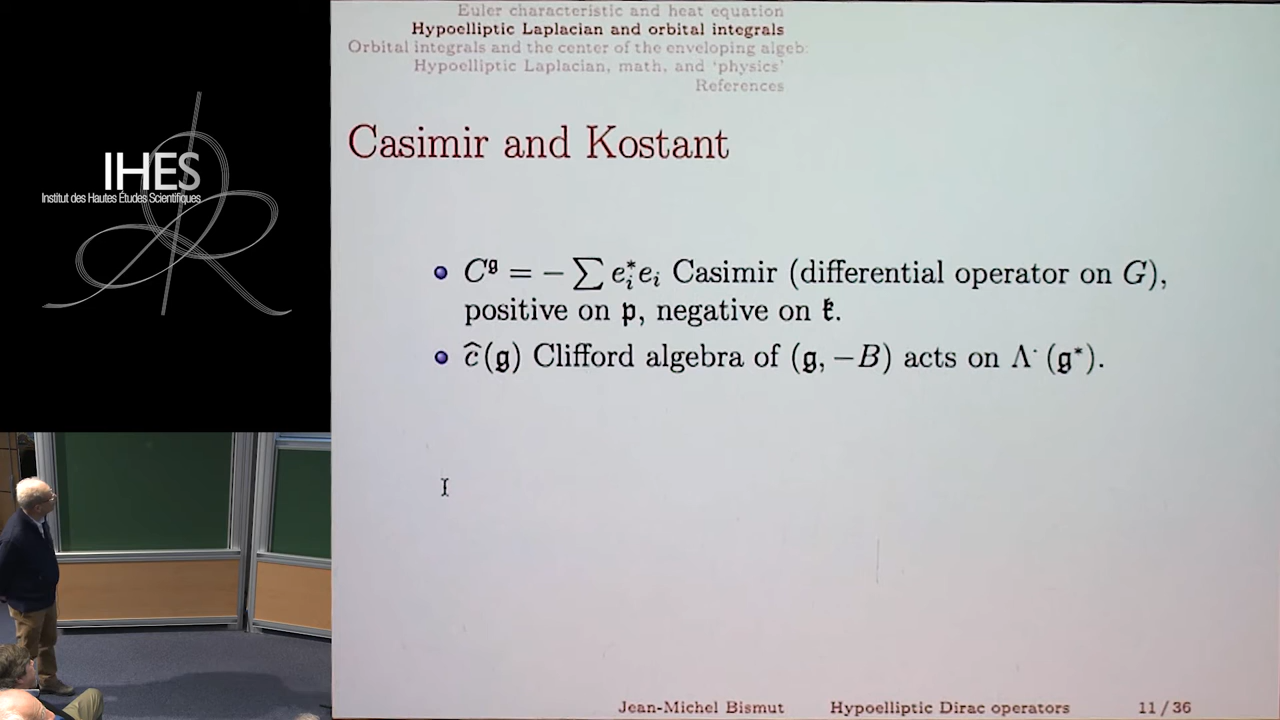 IHES
Institut des Hautes Études Scientifiques
Euler characteristic and heat equation
Hypoelliptic Laplacian and orbital integrals
Orbital integrals and the center of the enveloping algeb
Hypoelliptic Laplacian, math, and ‘physics’
References
Casimir and Kostant
C^𝔤 = − ∑ e_i^* e_i Casimir (differential operator on G),
positive on 𝔭, negative on 𝔨.
ĉ(𝔤) Clifford algebra of (𝔤, −B) acts on Λ^·(𝔤^*).
Jean-Michel Bismut Hypoelliptic Dirac operators 11 / 36